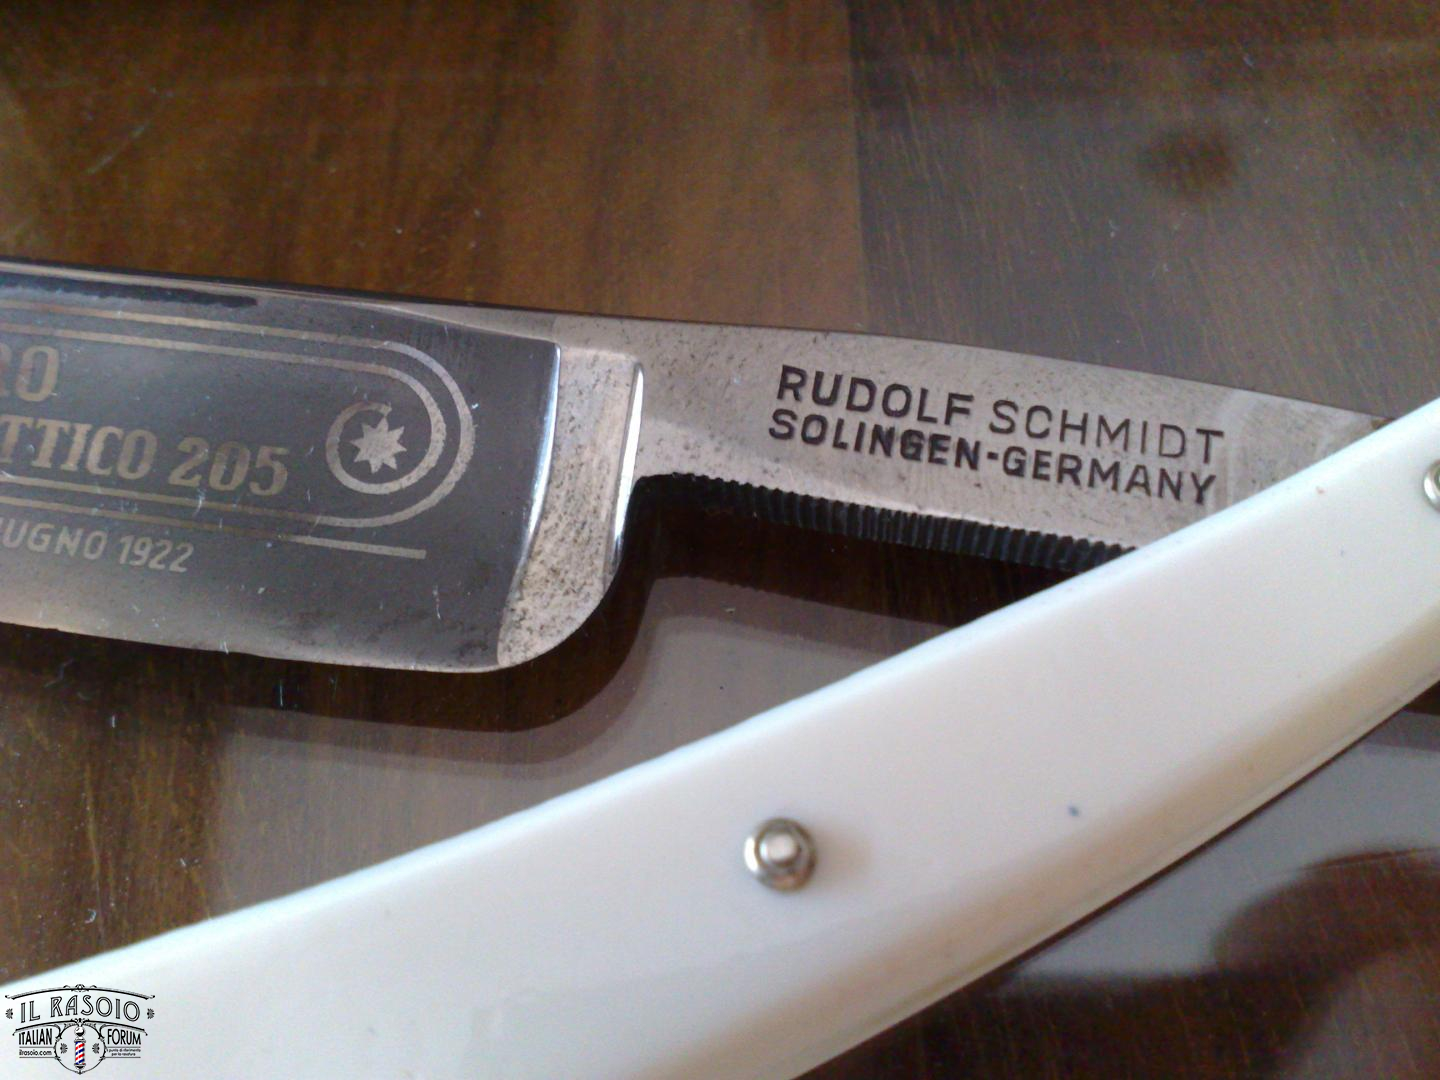 RO
TTICO 205
UGNO 1922
RUDOLF SCHMIDT
SOLINGEN-GERMANY
IL RASOIO
ITALIAN FORUM
ilrasoio.com